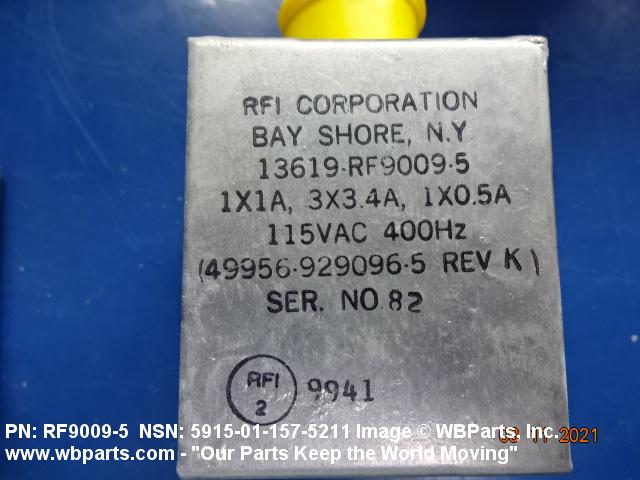 RFI CORPORATION
BAY SHORE, N.Y.
13619-RF9009-5
1X1A, 3X3.4A, 1X0.5A
115VAC 400Hz
(49956-929096-5 REV K)
SER. NO. 82
RFI
2
9941
PN: RF9009-5 NSN: 5915-01-157-5211 Image © WBParts, Inc.
03 11 2021
www.wbparts.com - "Our Parts Keep the World Moving"